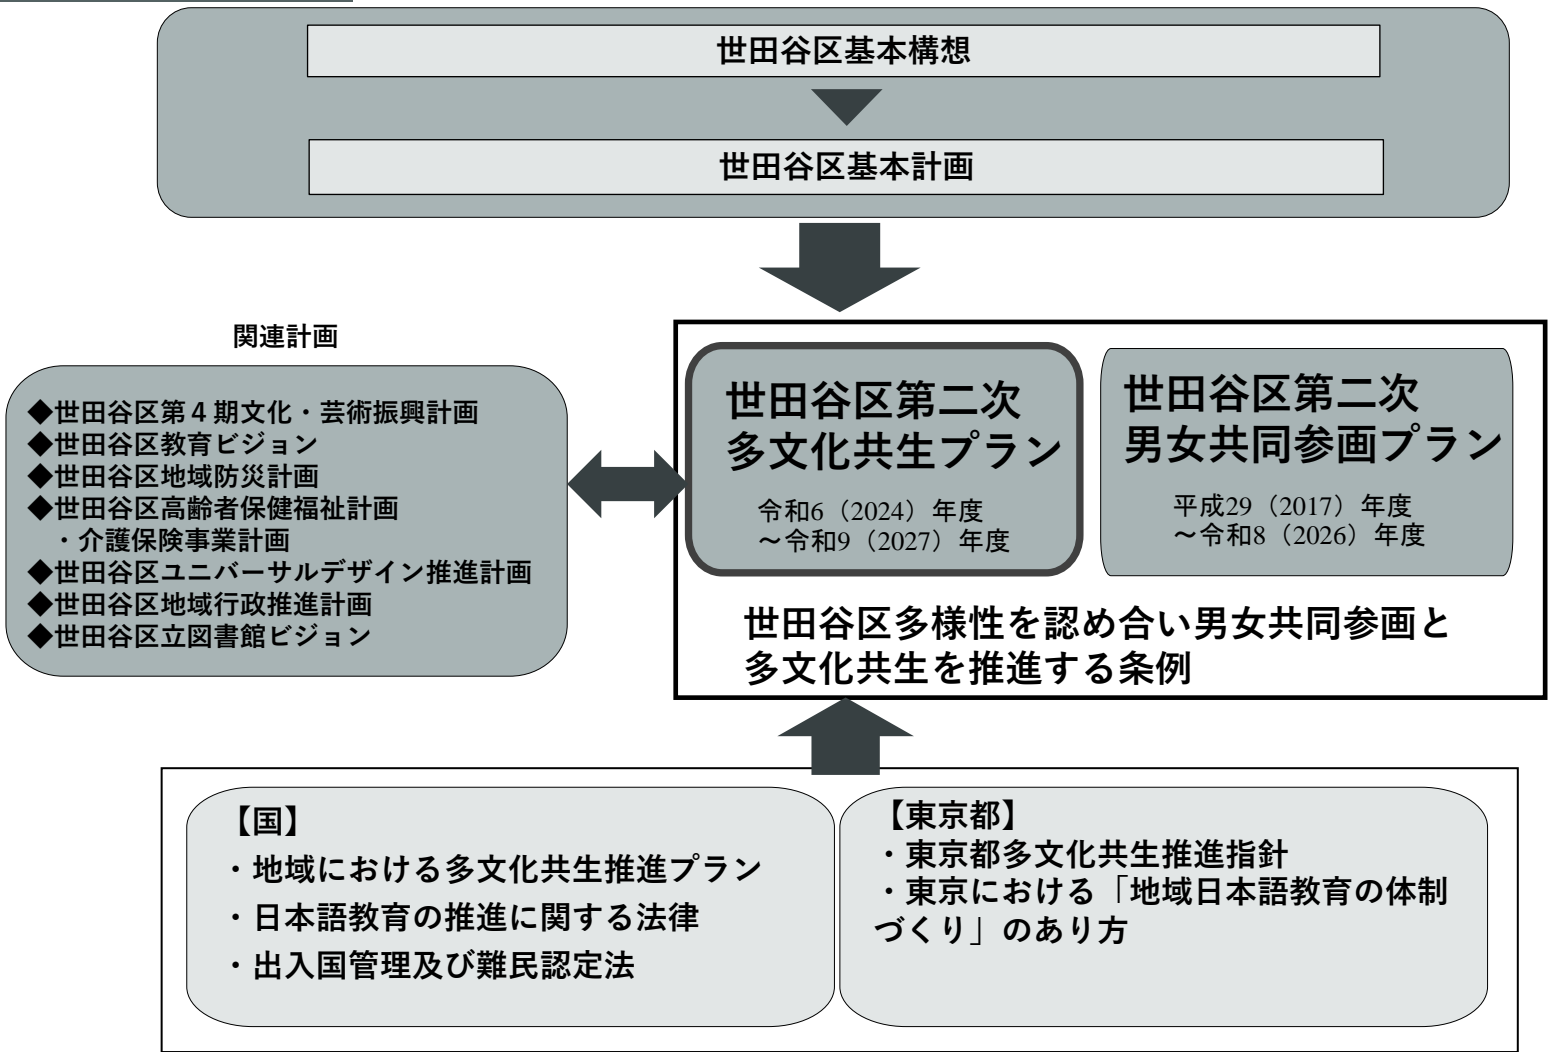 世田谷区基本構想
世田谷区基本計画
関連計画
◆世田谷区第4期文化・芸術振興計画
◆世田谷区教育ビジョン
◆世田谷区地域防災計画
◆世田谷区高齢者保健福祉計画
・介護保険事業計画
◆世田谷区ユニバーサルデザイン推進計画
◆世田谷区地域行政推進計画
◆世田谷区立図書館ビジョン
世田谷区第二次
多文化共生プラン
令和6（2024）年度
～令和9（2027）年度
世田谷区第二次
男女共同参画プラン
平成29（2017）年度
～令和8（2026）年度
世田谷区多様性を認め合い男女共同参画と
多文化共生を推進する条例
【国】
・地域における多文化共生推進プラン
・日本語教育の推進に関する法律
・出入国管理及び難民認定法
【東京都】
・東京都多文化共生推進指針
・東京における「地域日本語教育の体制
づくり」のあり方